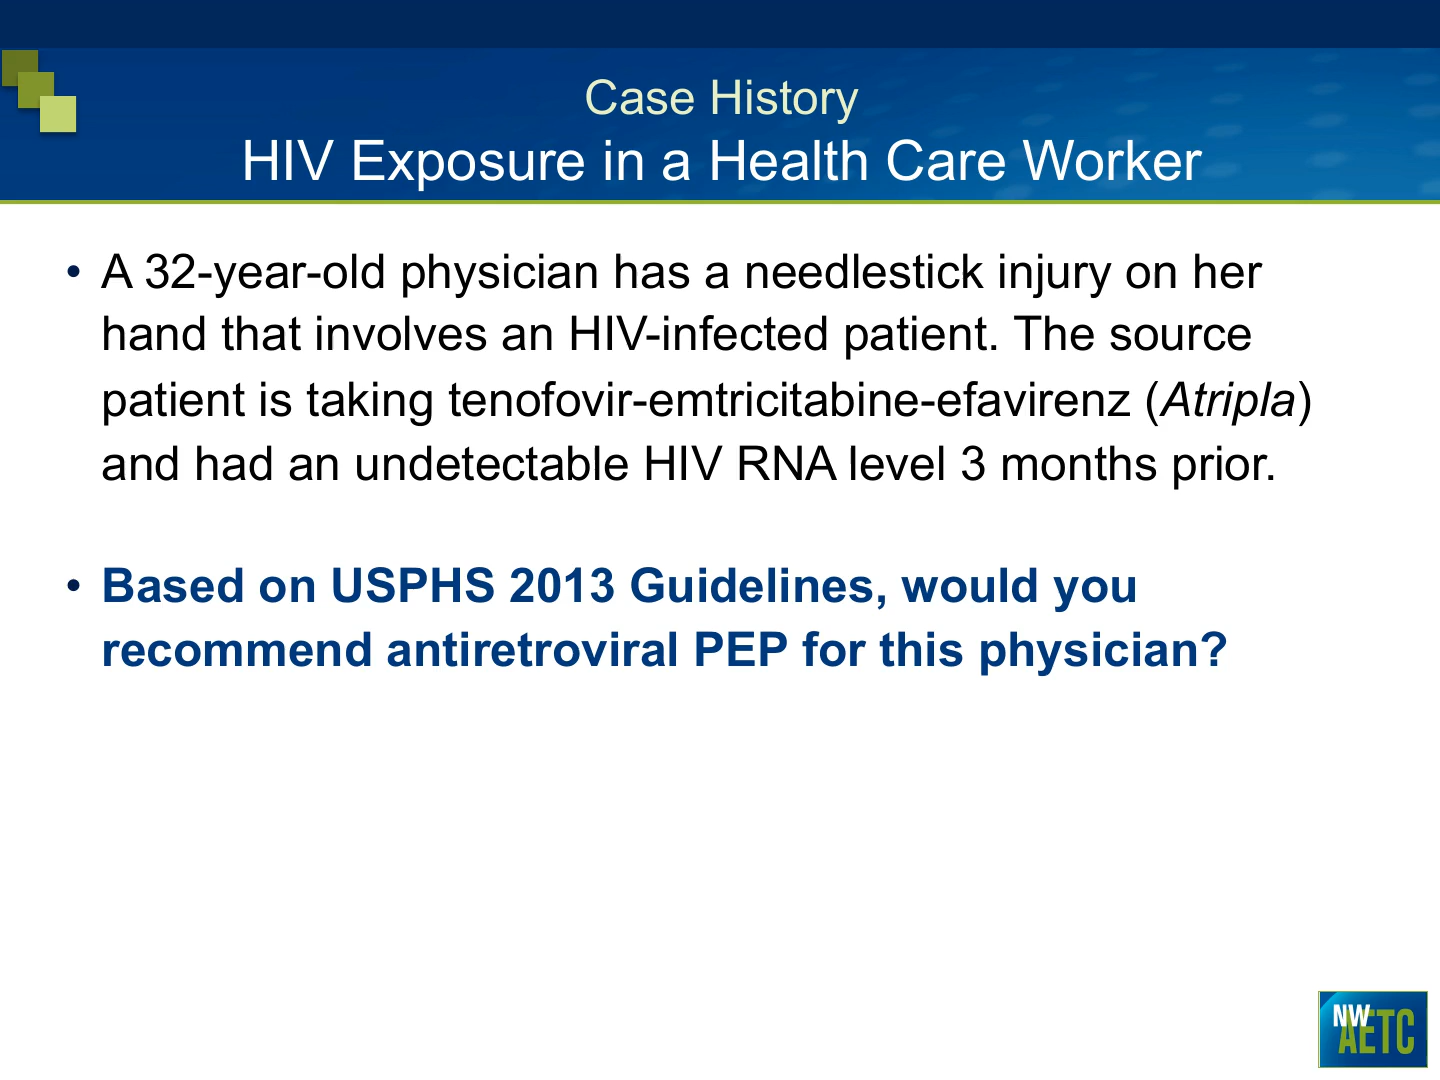 Case History
HIV Exposure in a Health Care Worker
• A 32-year-old physician has a needlestick injury on her
hand that involves an HIV-infected patient. The source
patient is taking tenofovir-emtricitabine-efavirenz (Atripla)
and had an undetectable HIV RNA level 3 months prior.
• Based on USPHS 2013 Guidelines, would you
recommend antiretroviral PEP for this physician?
NW
AETC